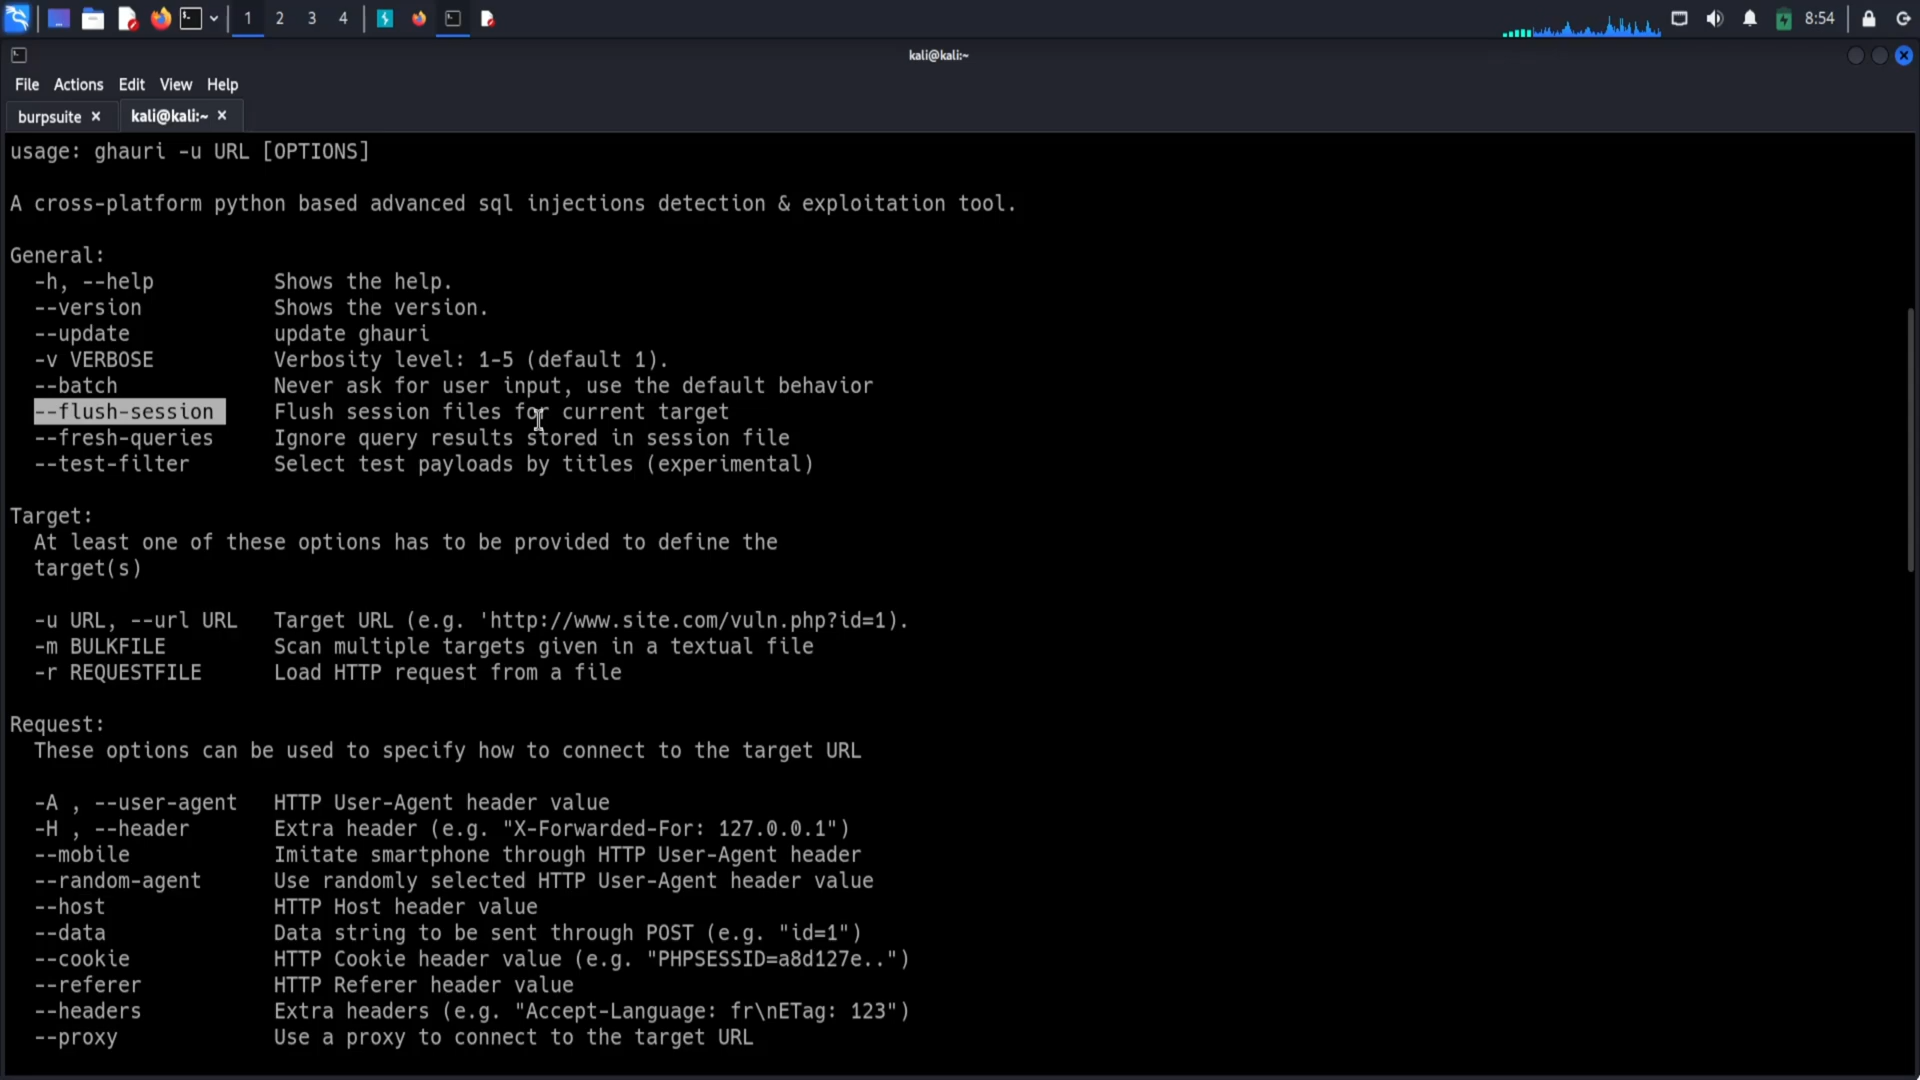 1 2 3 4 8:54
kali@kali:~
File Actions Edit View Help
burpsuite × kali@kali:~ ×
usage: ghauri -u URL [OPTIONS]
A cross-platform python based advanced sql injections detection & exploitation tool.
General:
-h, --help Shows the help.
--version Shows the version.
--update update ghauri
-v VERBOSE Verbosity level: 1-5 (default 1).
--batch Never ask for user input, use the default behavior
--flush-session Flush session files for current target
--fresh-queries Ignore query results stored in session file
--test-filter Select test payloads by titles (experimental)
Target:
At least one of these options has to be provided to define the
target(s)
-u URL, --url URL Target URL (e.g. 'http://www.site.com/vuln.php?id=1).
-m BULKFILE Scan multiple targets given in a textual file
-r REQUESTFILE Load HTTP request from a file
Request:
These options can be used to specify how to connect to the target URL
-A , --user-agent HTTP User-Agent header value
-H , --header Extra header (e.g. "X-Forwarded-For: 127.0.0.1")
--mobile Imitate smartphone through HTTP User-Agent header
--random-agent Use randomly selected HTTP User-Agent header value
--host HTTP Host header value
--data Data string to be sent through POST (e.g. "id=1")
--cookie HTTP Cookie header value (e.g. "PHPSESSID=a8d127e..")
--referer HTTP Referer header value
--headers Extra headers (e.g. "Accept-Language: fr\nETag: 123")
--proxy Use a proxy to connect to the target URL